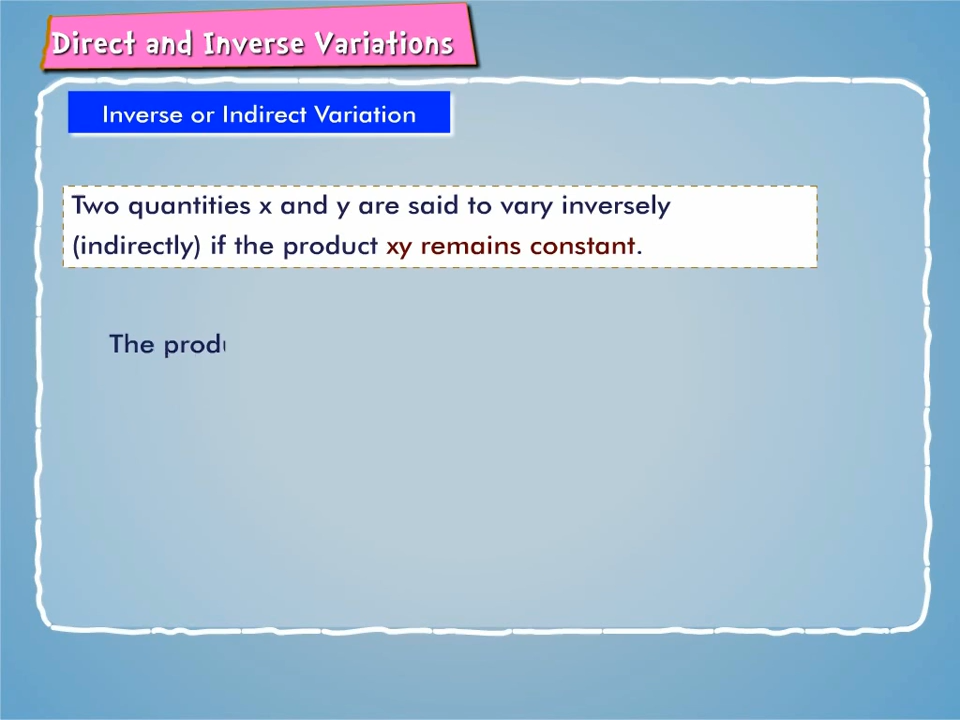 Direct and Inverse Variations
Inverse or Indirect Variation
Two quantities x and y are said to vary inversely
(indirectly) if the product xy remains constant.
The